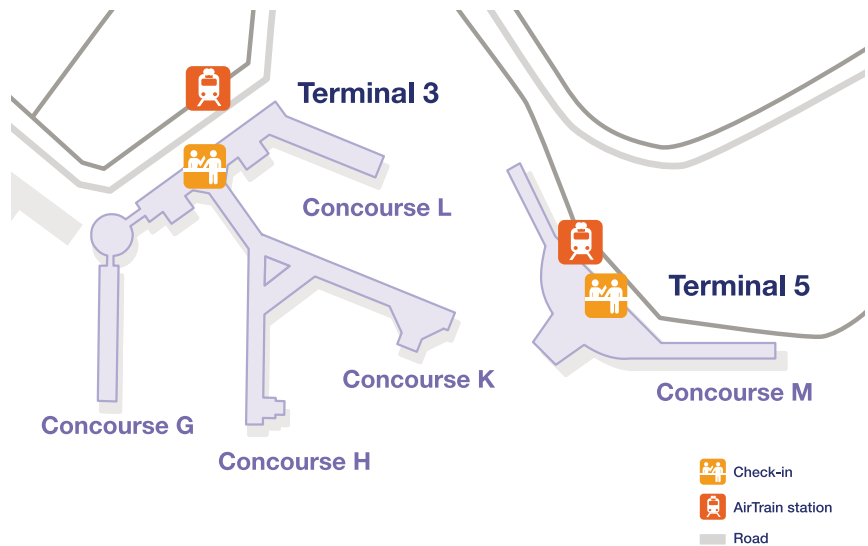 Terminal 3
Concourse L
Terminal 5
Concourse K
Concourse M
Concourse G
Concourse H
Check-in
AirTrain station
Road